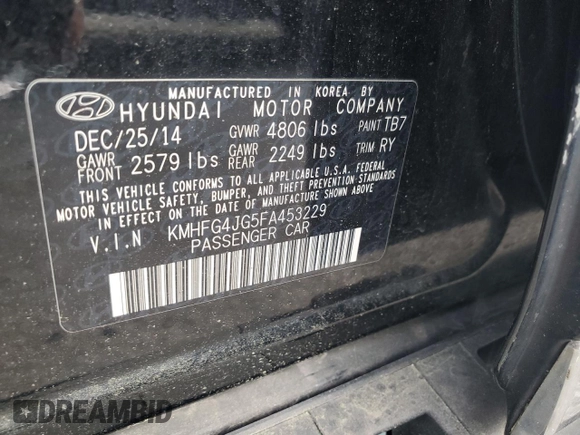 MANUFACTURED IN KOREA BY
HYUNDAI MOTOR COMPANY
DEC/25/14 GVWR 4806 lbs PAINT TB7
GAWR FRONT 2579 lbs GAWR REAR 2249 lbs TRIM RY
THIS VEHICLE CONFORMS TO ALL APPLICABLE U.S.A. FEDERAL
MOTOR VEHICLE SAFETY, BUMPER, AND THEFT PREVENTION STANDARDS
IN EFFECT ON THE DATE OF MANUFACTURE SHOWN ABOVE
V.I.N KMHFG4JG5FA453229
PASSENGER CAR
DREAMBID